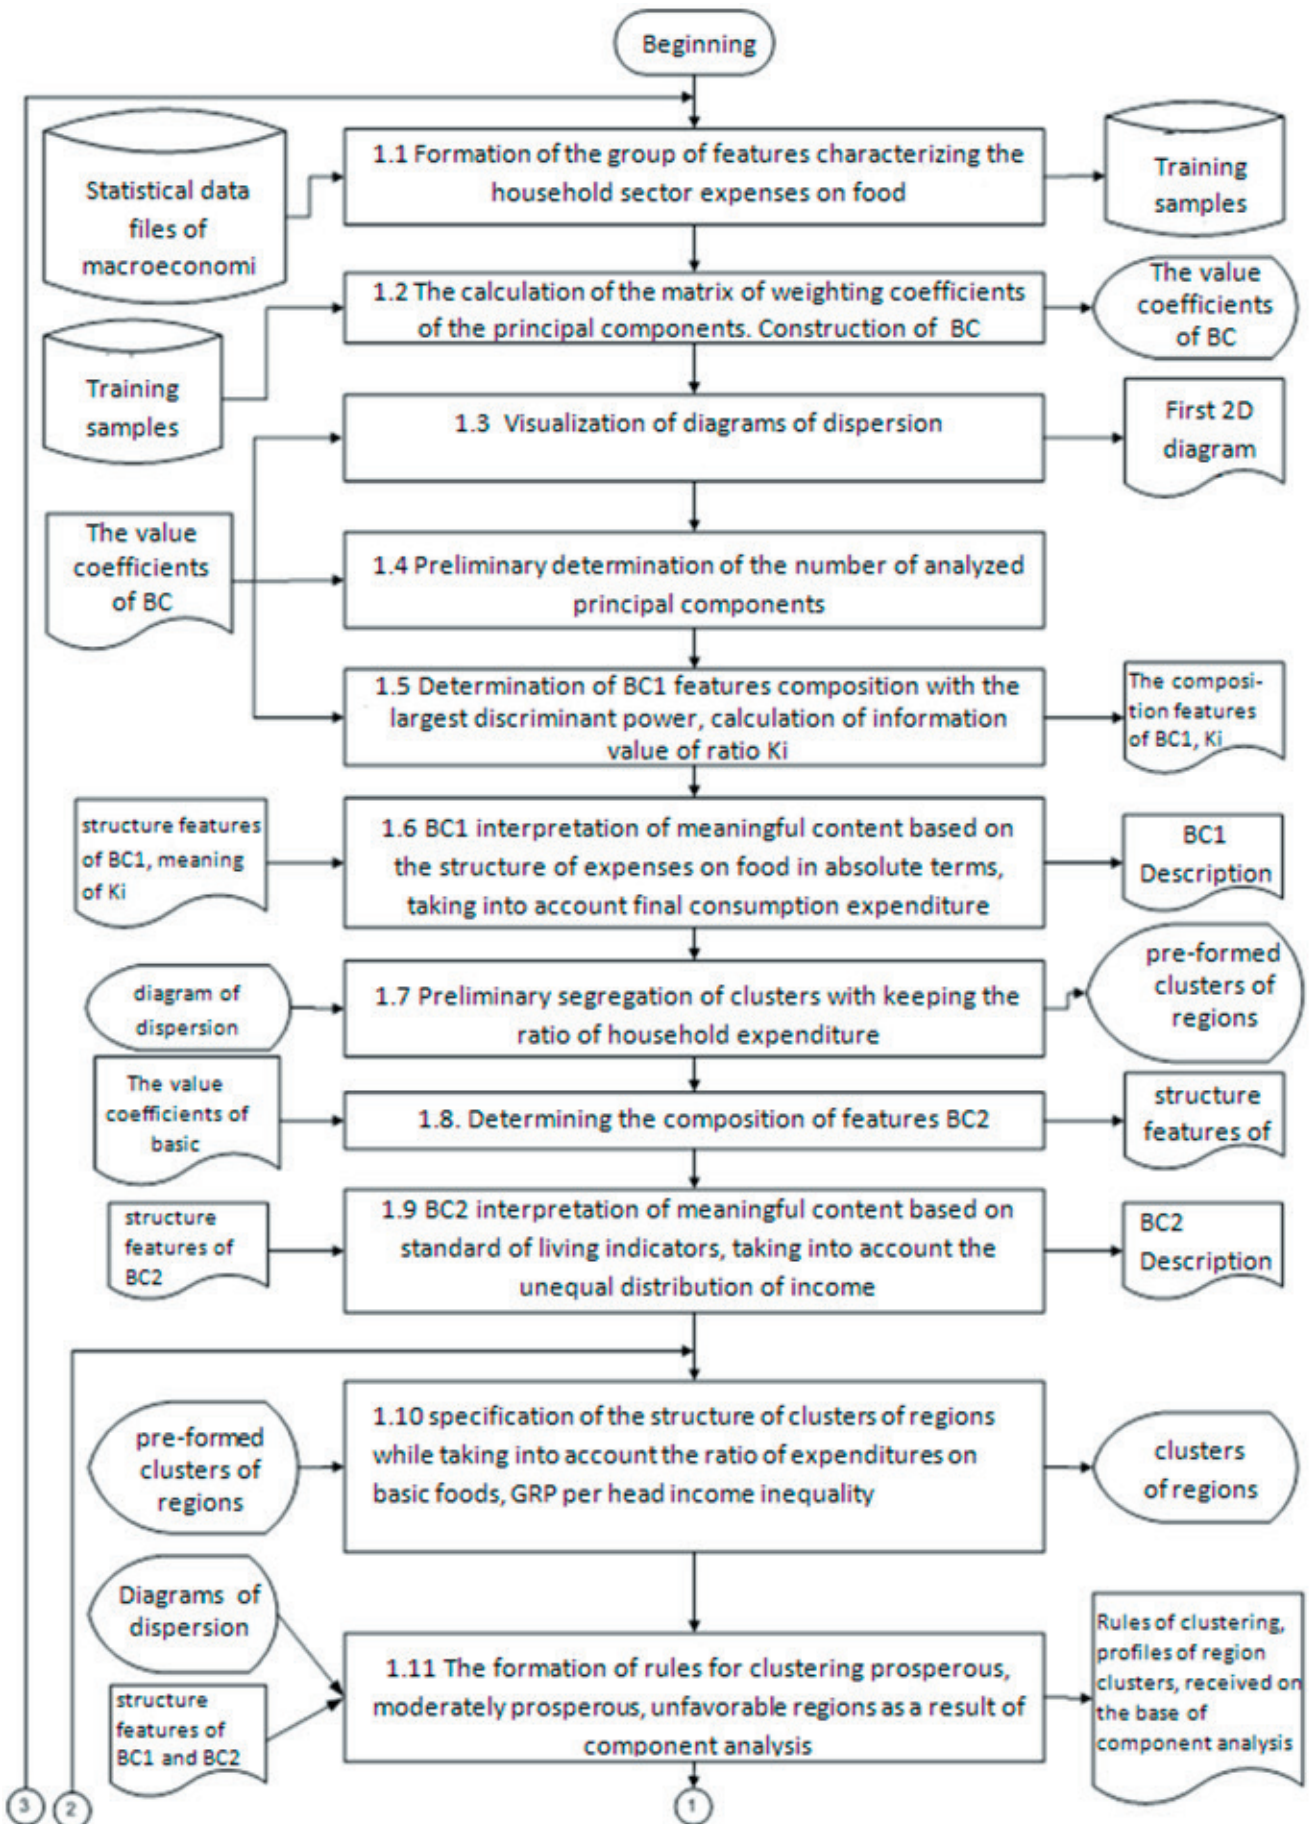 Beginning
Statistical data
files of
macroeconomi
1.1 Formation of the group of features characterizing the
household sector expenses on food
Training
samples
Training
samples
1.2 The calculation of the matrix of weighting coefficients
of the principal components. Construction of BC
The value
coefficients
of BC
1.3 Visualization of diagrams of dispersion
First 2D
diagram
The value
coefficients
of BC
1.4 Preliminary determination of the number of analyzed
principal components
1.5 Determination of BC1 features composition with the
largest discriminant power, calculation of information
value of ratio Ki
The composi-
tion features
of BC1, Ki
structure features
of BC1, meaning
of Ki
1.6 BC1 interpretation of meaningful content based on
the structure of expenses on food in absolute terms,
taking into account final consumption expenditure
BC1
Description
diagram of
dispersion
1.7 Preliminary segregation of clusters with keeping the
ratio of household expenditure
pre-formed
clusters of
regions
The value
coefficients of
basic
1.8. Determining the composition of features BC2
structure
features of
structure
features of
BC2
1.9 BC2 interpretation of meaningful content based on
standard of living indicators, taking into account the
unequal distribution of income
BC2
Description
pre-formed
clusters of
regions
1.10 specification of the structure of clusters of regions
while taking into account the ratio of expenditures on
basic foods, GRP per head income inequality
clusters
of regions
Diagrams of
dispersion
structure
features of
BC1 and BC2
1.11 The formation of rules for clustering prosperous,
moderately prosperous, unfavorable regions as a result of
component analysis
Rules of clustering,
profiles of region
clusters, received on
the base of
component analysis
3
2
1